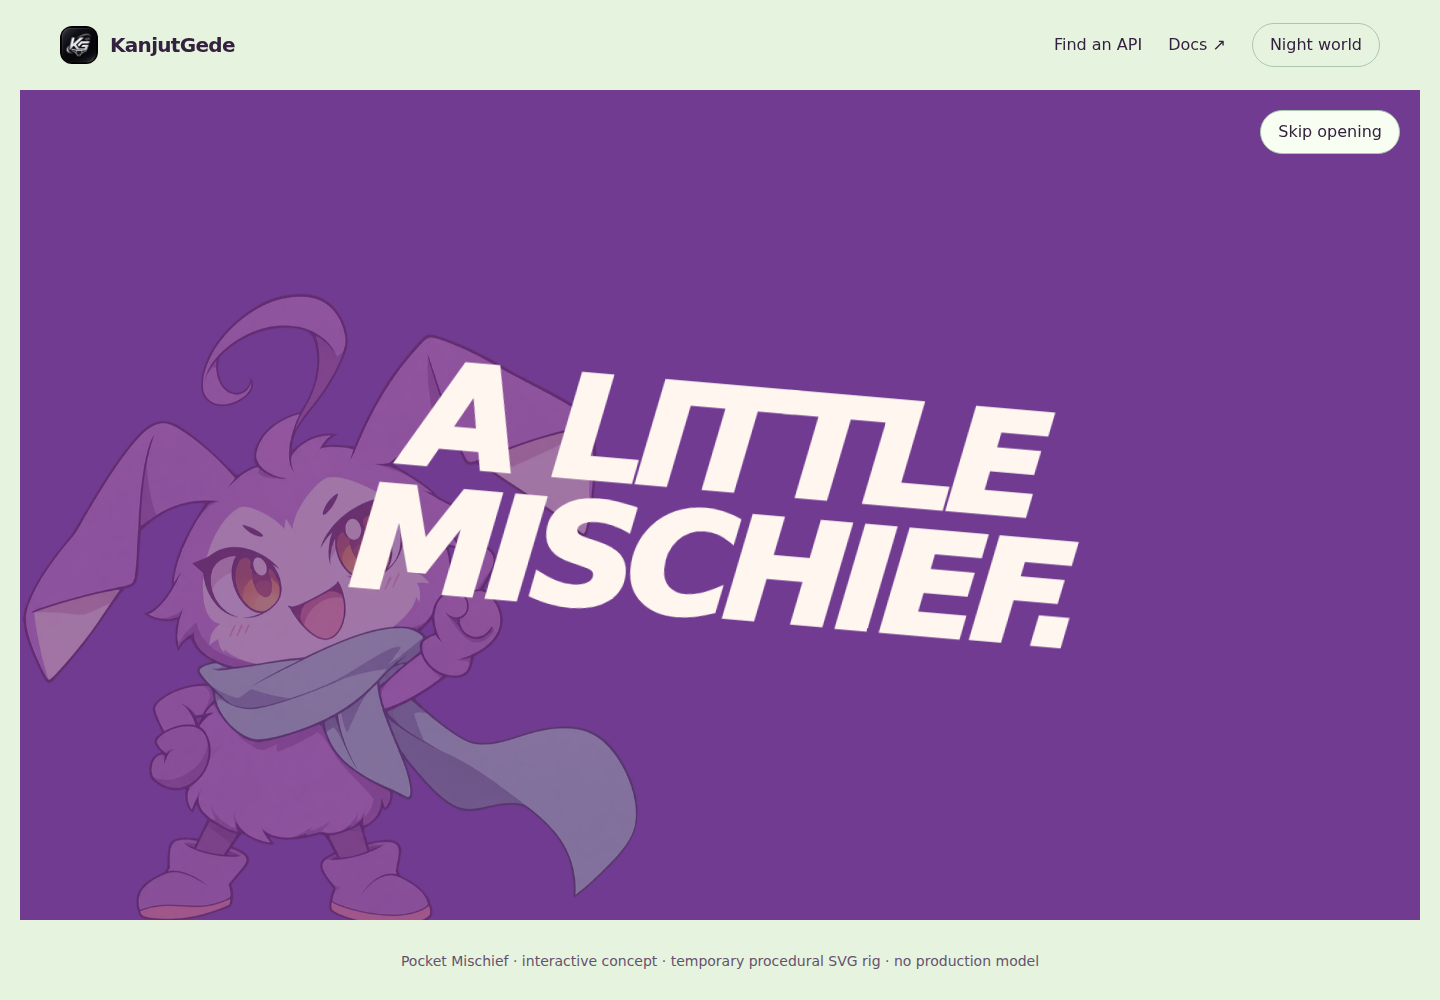 KG
KanjutGede
Find an API
Docs ↗
Night world
Skip opening
A LITTLE
MISCHIEF.
Pocket Mischief · interactive concept · temporary procedural SVG rig · no production model